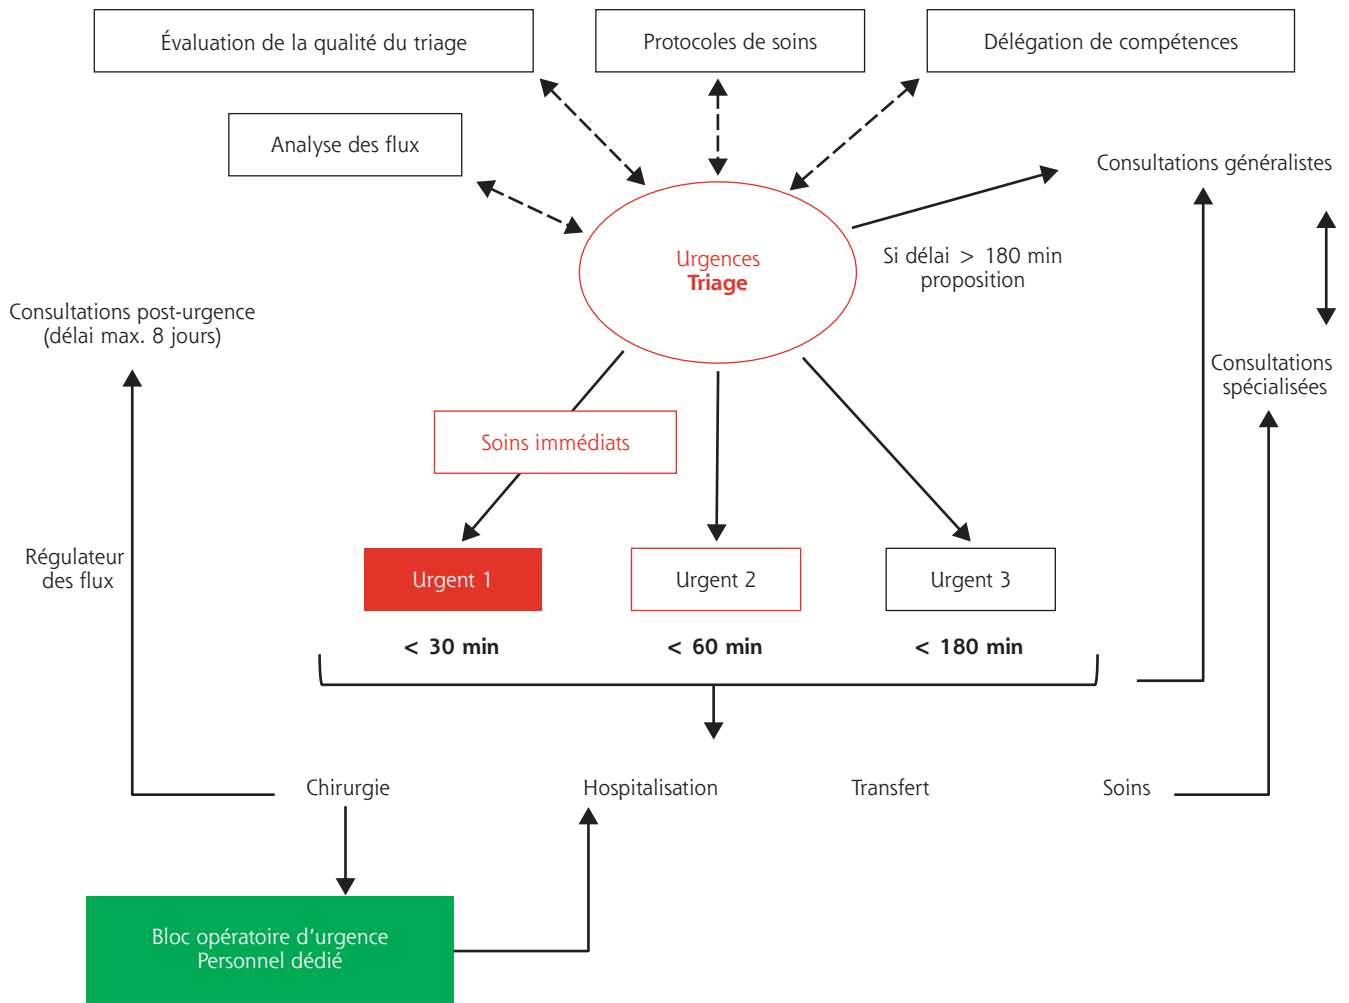 Évaluation de la qualité du triage
Protocoles de soins
Délégation de compétences
Analyse des flux
Consultations généralistes
Urgences
Triage
Si délai > 180 min
proposition
Consultations post-urgence
(délai max. 8 jours)
Consultations
spécialisées
Soins immédiats
Régulateur
des flux
Urgent 1
Urgent 2
Urgent 3
< 30 min
< 60 min
< 180 min
Chirurgie
Hospitalisation
Transfert
Soins
Bloc opératoire d’urgence
Personnel dédié